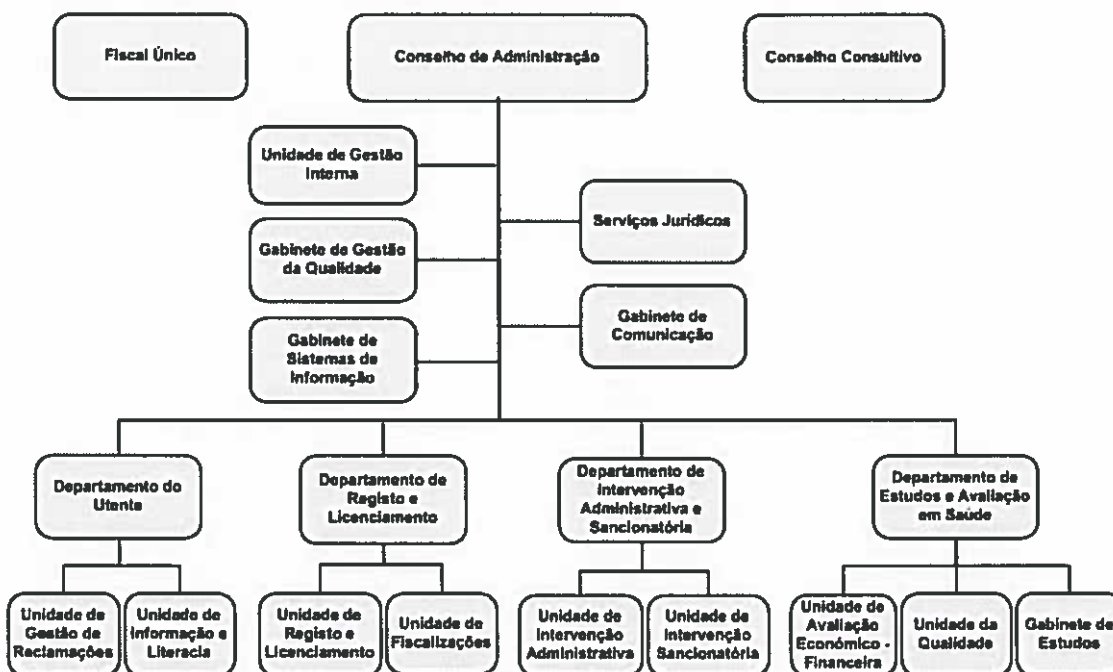 Fiscal Único
Conselho de Administração
Conselho Consultivo
Unidade de Gestão
Interna
Serviços Jurídicos
Gabinete de Gestão
da Qualidade
Gabinete de
Comunicação
Gabinete de
Sistemas de
Informação
Departamento do
Utente
Departamento de
Registo e
Licenciamento
Departamento de
Intervenção
Administrativa e
Sancionatória
Departamento de
Estudos e Avaliação
em Saúde
Unidade de
Gestão de
Reclamações
Unidade de
Informação e
Literacia
Unidade de
Registo e
Licenciamento
Unidade de
Fiscalizações
Unidade de
Intervenção
Administrativa
Unidade de
Intervenção
Sancionatória
Unidade de
Avaliação
Económico -
Financeira
Unidade da
Qualidade
Gabinete de
Estudos